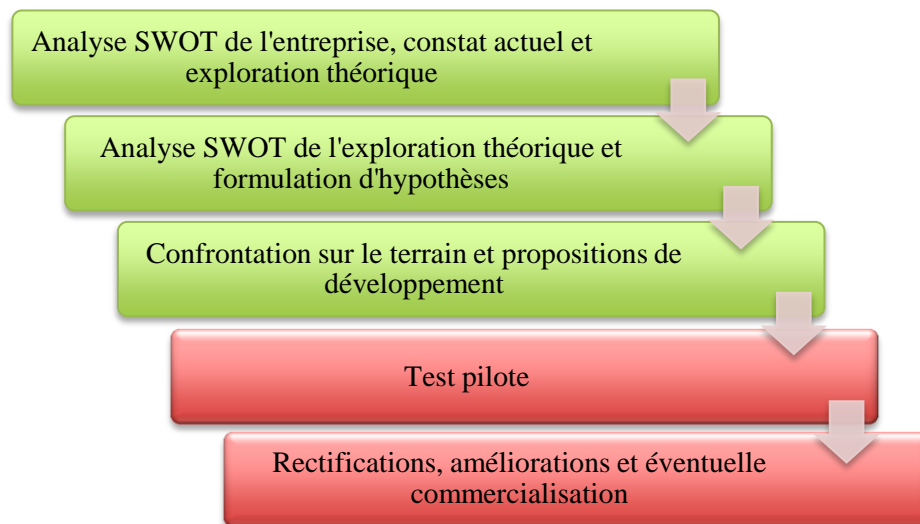 Analyse SWOT de l'entreprise, constat actuel et
exploration théorique
Analyse SWOT de l'exploration théorique et
formulation d'hypothèses
Confrontation sur le terrain et propositions de
développement
Test pilote
Rectifications, améliorations et éventuelle
commercialisation